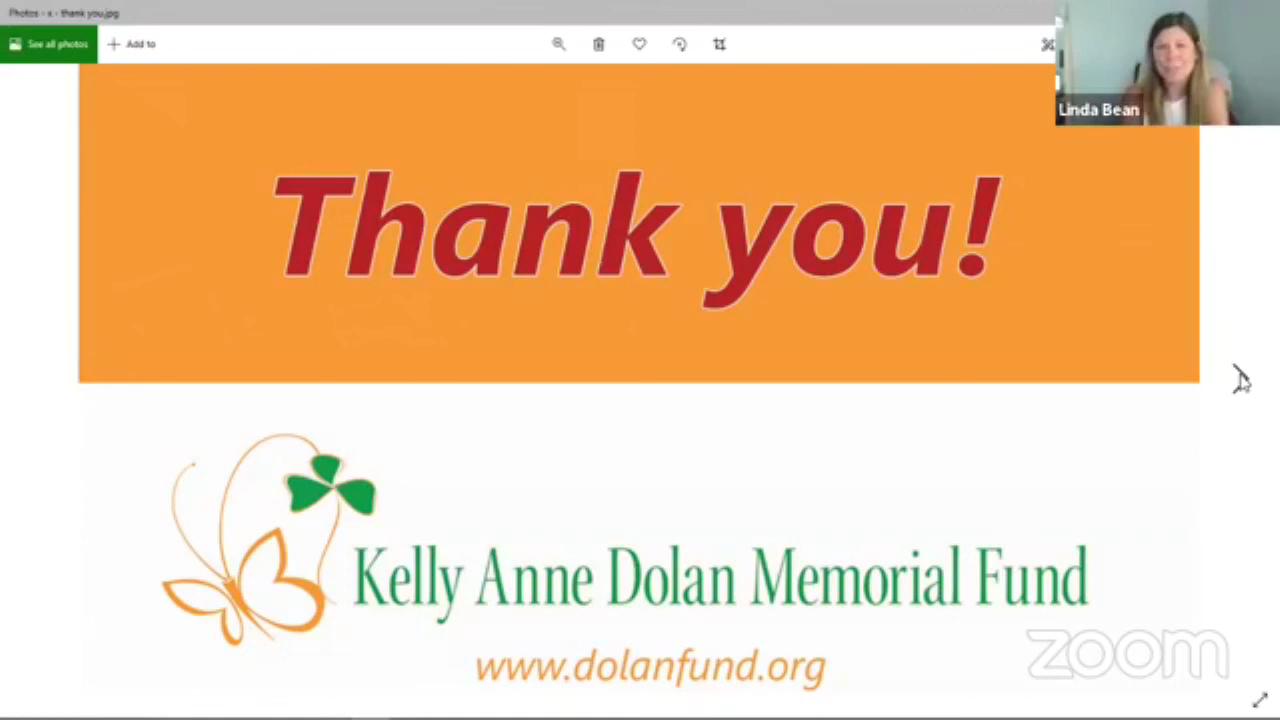 Photos - x - thank you.jpg
See all photos
Add to
Linda Bean
Thank you!
Kelly Anne Dolan Memorial Fund
www.dolanfund.org
zoom